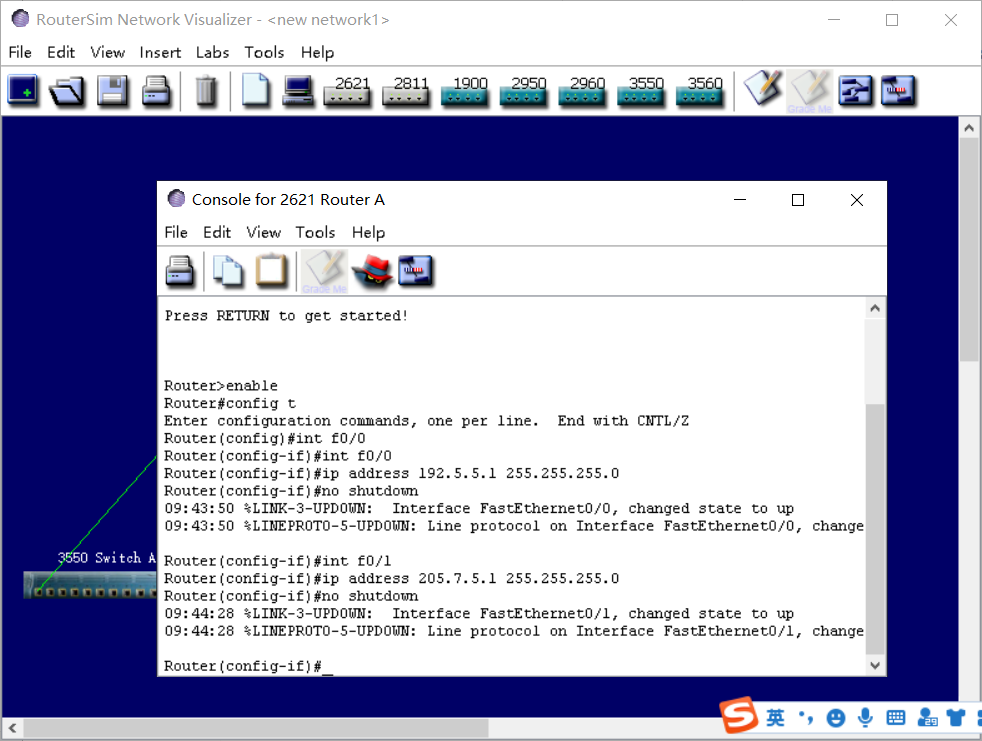 RouterSim Network Visualizer - <new network1>
File Edit View Insert Labs Tools Help
2621 2811 1900 2950 2960 3550 3560
Grade Me
Console for 2621 Router A
File Edit View Tools Help
Grade Me
Press RETURN to get started!
Router>enable
Router#config t
Enter configuration commands, one per line.  End with CNTL/Z
Router(config)#int f0/0
Router(config-if)#int f0/0
Router(config-if)#ip address 192.5.5.1 255.255.255.0
Router(config-if)#no shutdown
09:43:50 %LINK-3-UPDOWN:  Interface FastEthernet0/0, changed state to up
09:43:50 %LINEPROTO-5-UPDOWN: Line protocol on Interface FastEthernet0/0, change
Router(config-if)#int f0/1
Router(config-if)#ip address 205.7.5.1 255.255.255.0
Router(config-if)#no shutdown
09:44:28 %LINK-3-UPDOWN:  Interface FastEthernet0/1, changed state to up
09:44:28 %LINEPROTO-5-UPDOWN: Line protocol on Interface FastEthernet0/1, change
Router(config-if)#_
3550 Switch A
S 英 29